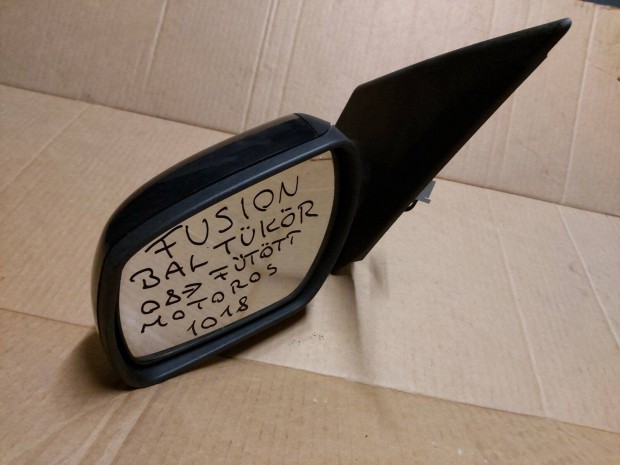 FUSION
BAL TÜKÖR
08=> FŰTÖTT
MOTOROS
1018